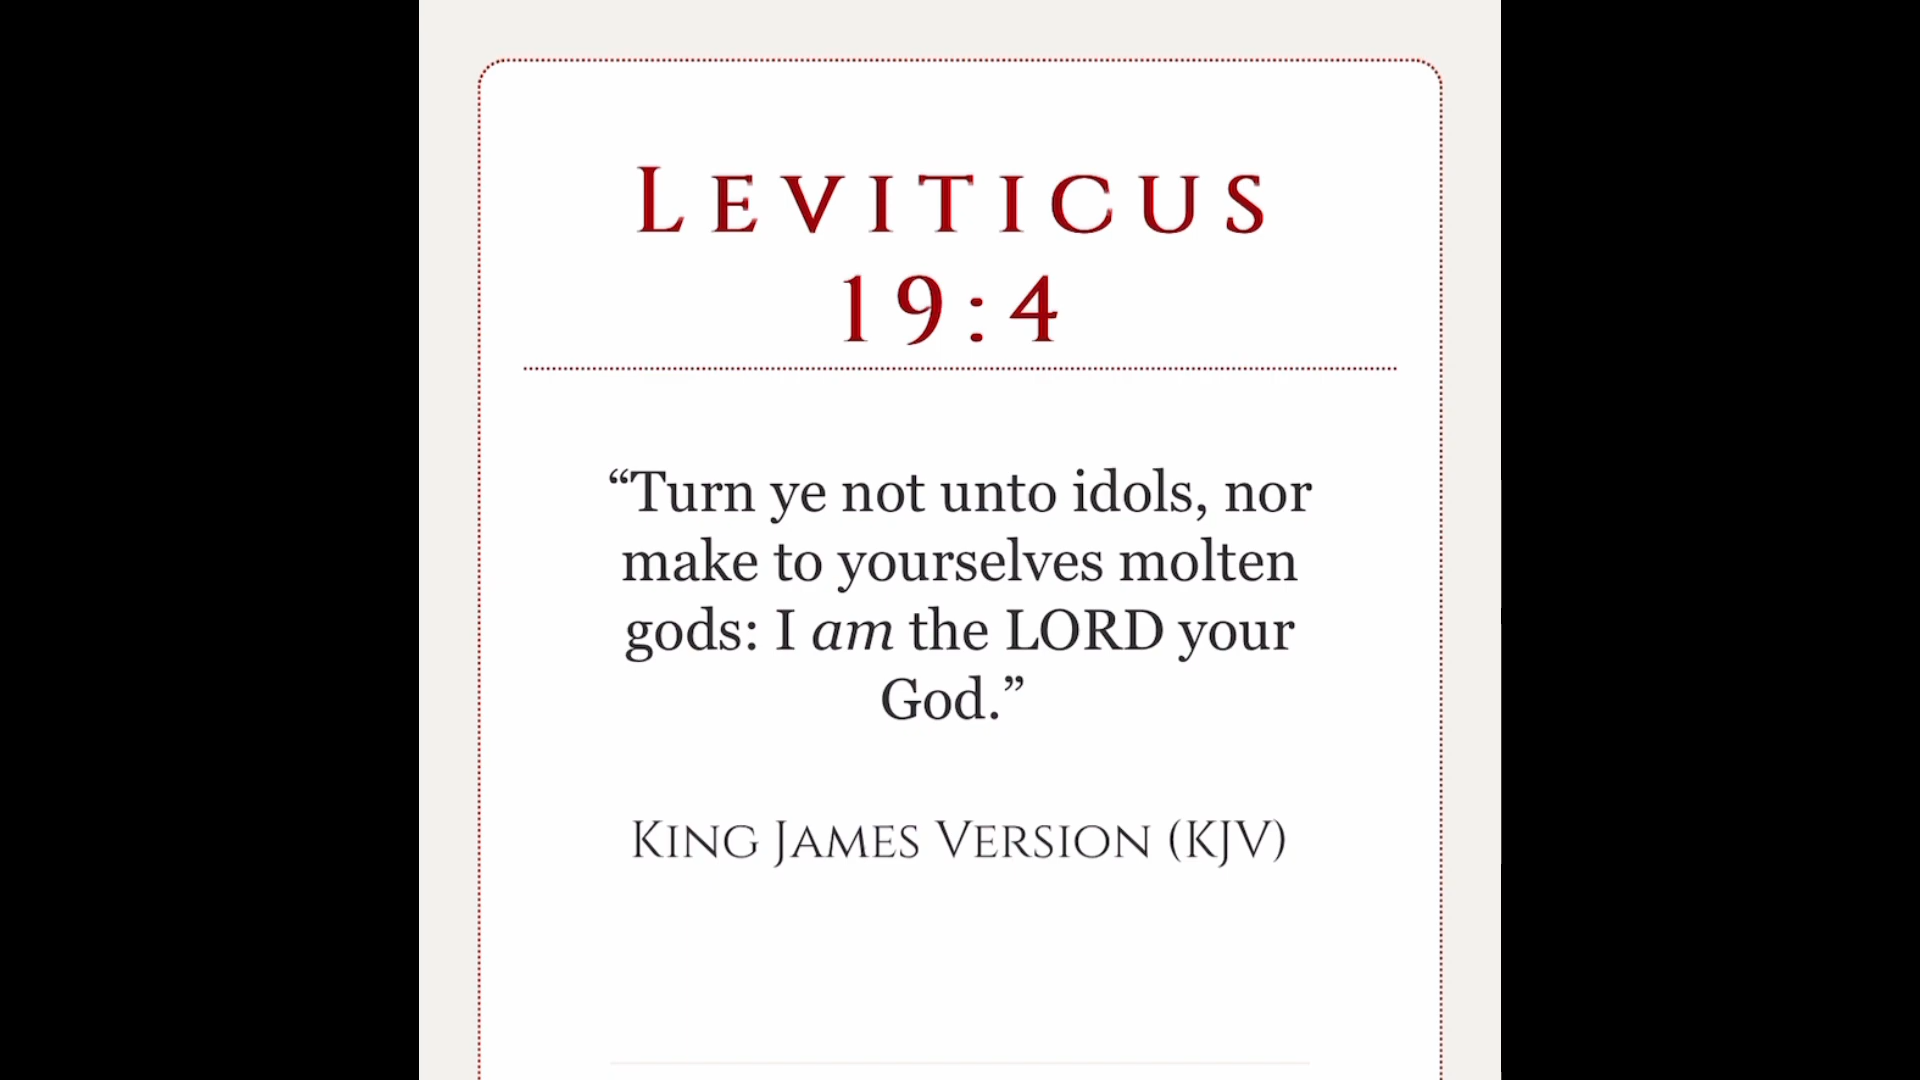 Leviticus
19:4
“Turn ye not unto idols, nor
make to yourselves molten
gods: I am the LORD your
God.”
King James Version (KJV)